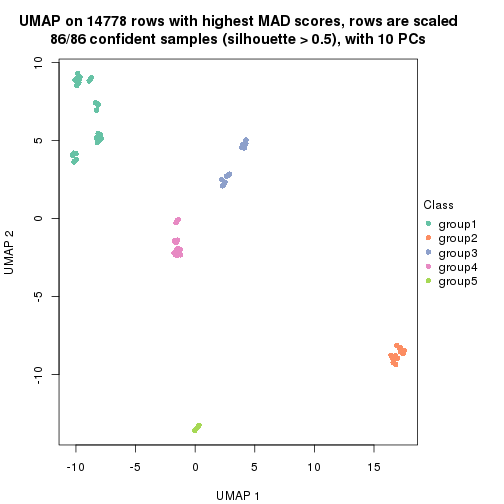 UMAP on 14778 rows with highest MAD scores, rows are scaled
86/86 confident samples (silhouette > 0.5), with 10 PCs
10
5
0
-5
-10
UMAP 2
-10
-5
0
5
10
15
UMAP 1
Class
group1
group2
group3
group4
group5